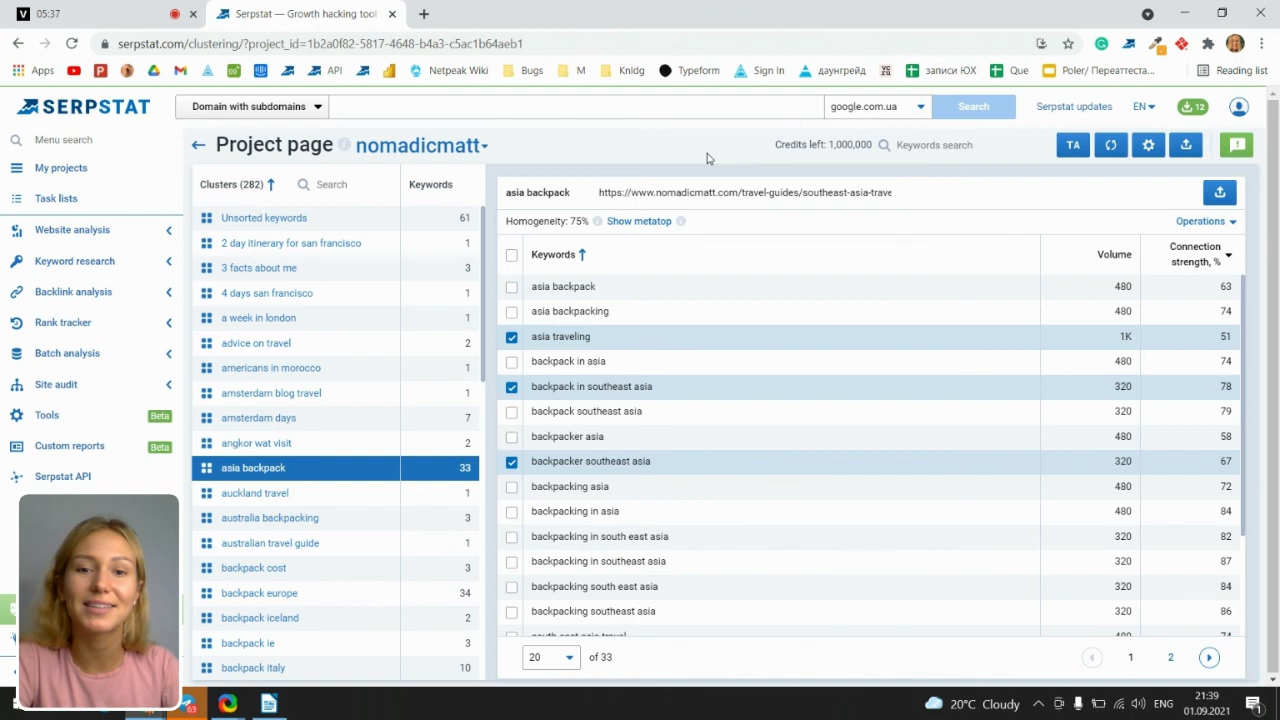 05:37
Serpstat — Growth hacking tool
serpstat.com/clustering/?project_id=1b2a0f82-5817-4648-b4a3-c5ac1b64aeb1
Apps
API
Netpeak Wiki
Bugs
M
Knldg
Typeform
Sign In
даунгрейд
записи ЮХ
Que
Poler/ Переаттеста...
Reading list
SERPSTAT
Domain with subdomains
google.com.ua
Search
Serpstat updates
EN
12
Menu search
My projects
Task lists
Website analysis
Keyword research
Backlink analysis
Rank tracker
Batch analysis
Site audit
Tools
Beta
Custom reports
Beta
Serpstat API
Project page
nomadicmatt
Credits left: 1,000,000
Keywords search
TA
Clusters (282)
Search
Keywords
Unsorted keywords 61
2 day itinerary for san francisco 1
3 facts about me 3
4 days san francisco 1
a week in london 1
advice on travel 2
americans in morocco 1
amsterdam blog travel 1
amsterdam days 7
angkor wat visit 2
asia backpack 33
auckland travel 1
australia backpacking 3
australian travel guide 1
backpack cost 3
backpack europe 34
backpack iceland 2
backpack ie 3
backpack italy 10
asia backpack
https://www.nomadicmatt.com/travel-guides/southeast-asia-trave
Homogeneity: 75%
Show metatop
Operations
Keywords
Volume
Connection
strength, %
asia backpack 480 63
asia backpacking 480 74
asia traveling 1K 51
backpack in asia 480 74
backpack in southeast asia 320 78
backpack southeast asia 320 79
backpacker asia 480 58
backpacker southeast asia 320 67
backpacking asia 480 72
backpacking in asia 480 84
backpacking in south east asia 320 82
backpacking in southeast asia 320 87
backpacking south east asia 320 84
backpacking southeast asia 320 86
south east asia travel 480 74
20
of 33
1
2
63
20°C Cloudy
ENG
21:39
01.09.2021
1